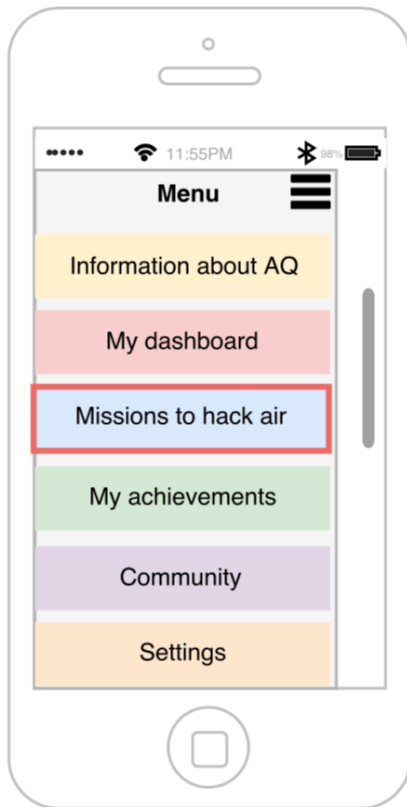 11:55PM 98%
Menu
Information about AQ
My dashboard
Missions to hack air
My achievements
Community
Settings